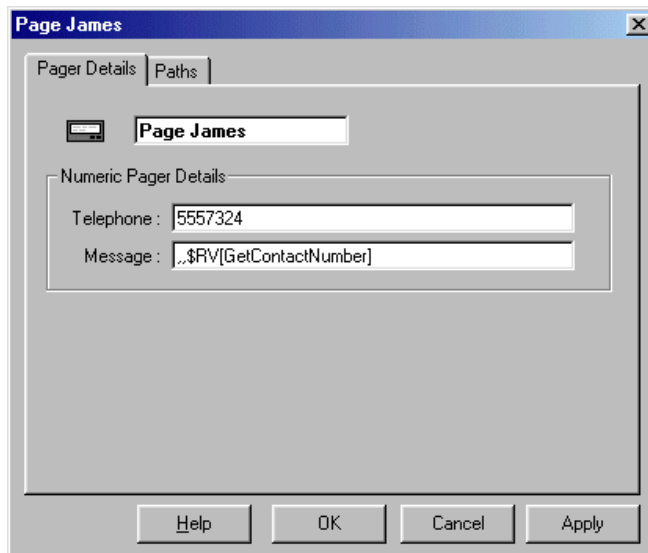 Page James
Pager Details Paths
Page James
Numeric Pager Details
Telephone : 5557324
Message : ,,$RV[GetContactNumber]
Help OK Cancel Apply